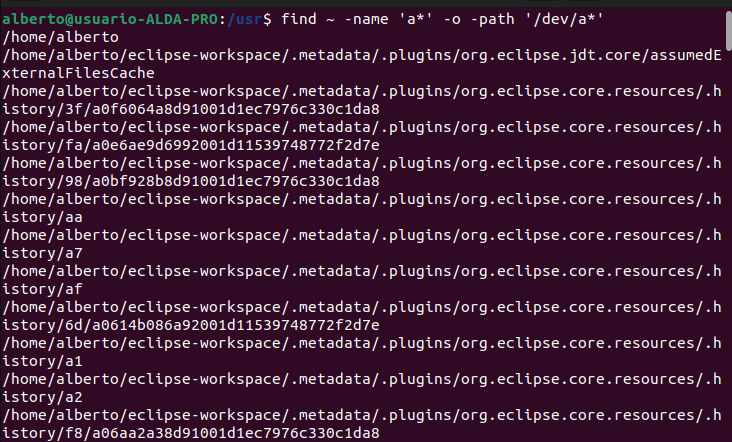 alberto@usuario-ALDA-PRO:/usr$ find ~ -name 'a*' -o -path '/dev/a*'
/home/alberto
/home/alberto/eclipse-workspace/.metadata/.plugins/org.eclipse.jdt.core/assumedE
xternalFilesCache
/home/alberto/eclipse-workspace/.metadata/.plugins/org.eclipse.core.resources/.h
istory/3f/a0f6064a8d91001d1ec7976c330c1da8
/home/alberto/eclipse-workspace/.metadata/.plugins/org.eclipse.core.resources/.h
istory/fa/a0e6ae9d6992001d11539748772f2d7e
/home/alberto/eclipse-workspace/.metadata/.plugins/org.eclipse.core.resources/.h
istory/98/a0bf928b8d91001d1ec7976c330c1da8
/home/alberto/eclipse-workspace/.metadata/.plugins/org.eclipse.core.resources/.h
istory/aa
/home/alberto/eclipse-workspace/.metadata/.plugins/org.eclipse.core.resources/.h
istory/a7
/home/alberto/eclipse-workspace/.metadata/.plugins/org.eclipse.core.resources/.h
istory/af
/home/alberto/eclipse-workspace/.metadata/.plugins/org.eclipse.core.resources/.h
istory/6d/a0614b086a92001d11539748772f2d7e
/home/alberto/eclipse-workspace/.metadata/.plugins/org.eclipse.core.resources/.h
istory/a1
/home/alberto/eclipse-workspace/.metadata/.plugins/org.eclipse.core.resources/.h
istory/a2
/home/alberto/eclipse-workspace/.metadata/.plugins/org.eclipse.core.resources/.h
istory/f8/a06aa2a38d91001d1ec7976c330c1da8